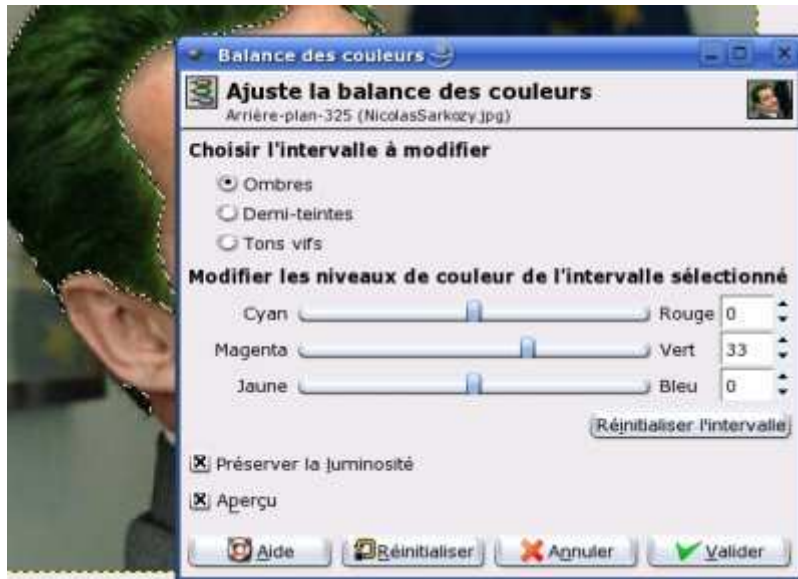 Balance des couleurs
Ajuste la balance des couleurs
Arrière-plan-325 (NicolasSarkozy.jpg)
Choisir l'intervalle à modifier
Ombres
Demi-teintes
Tons vifs
Modifier les niveaux de couleur de l'intervalle sélectionné
Cyan Rouge 0
Magenta Vert 33
Jaune Bleu 0
Réinitialiser l'intervalle
Préserver la luminosité
Aperçu
Aide Réinitialiser Annuler Valider